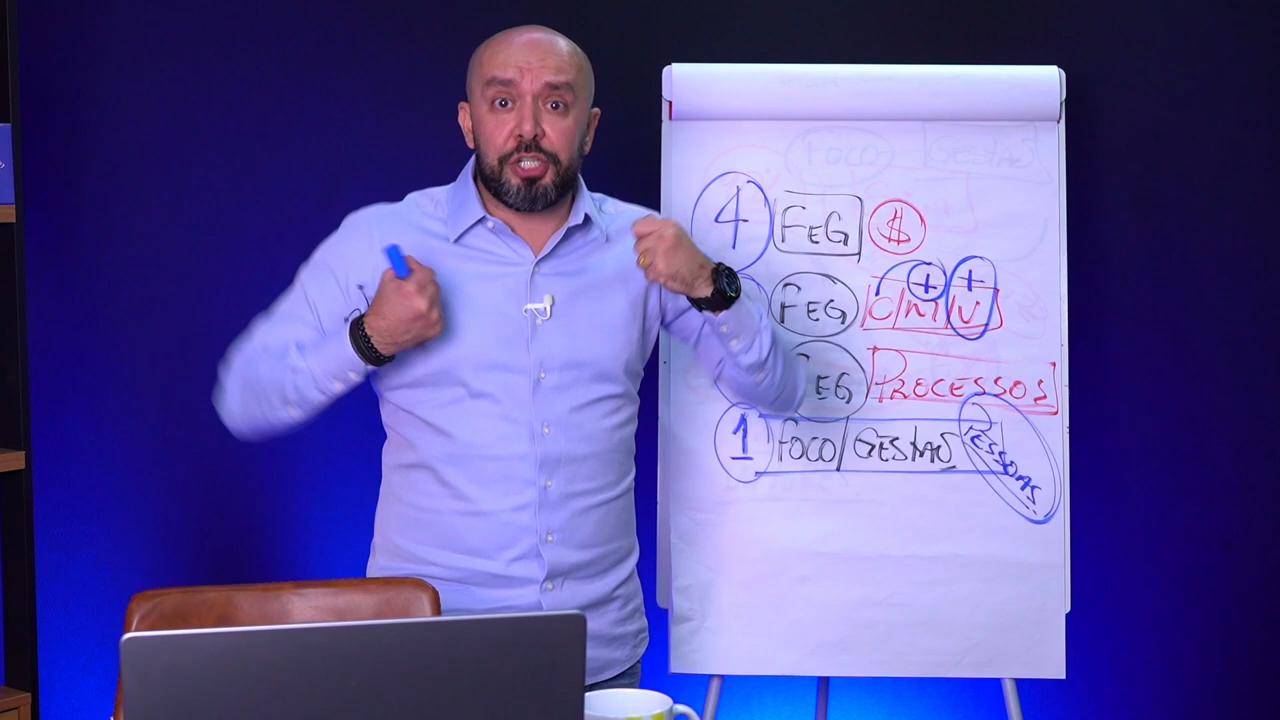 4 FeG $
FeG C/M/V + +
EG PROCESSOS
1 FOCO/GESTÃO PESSOAS